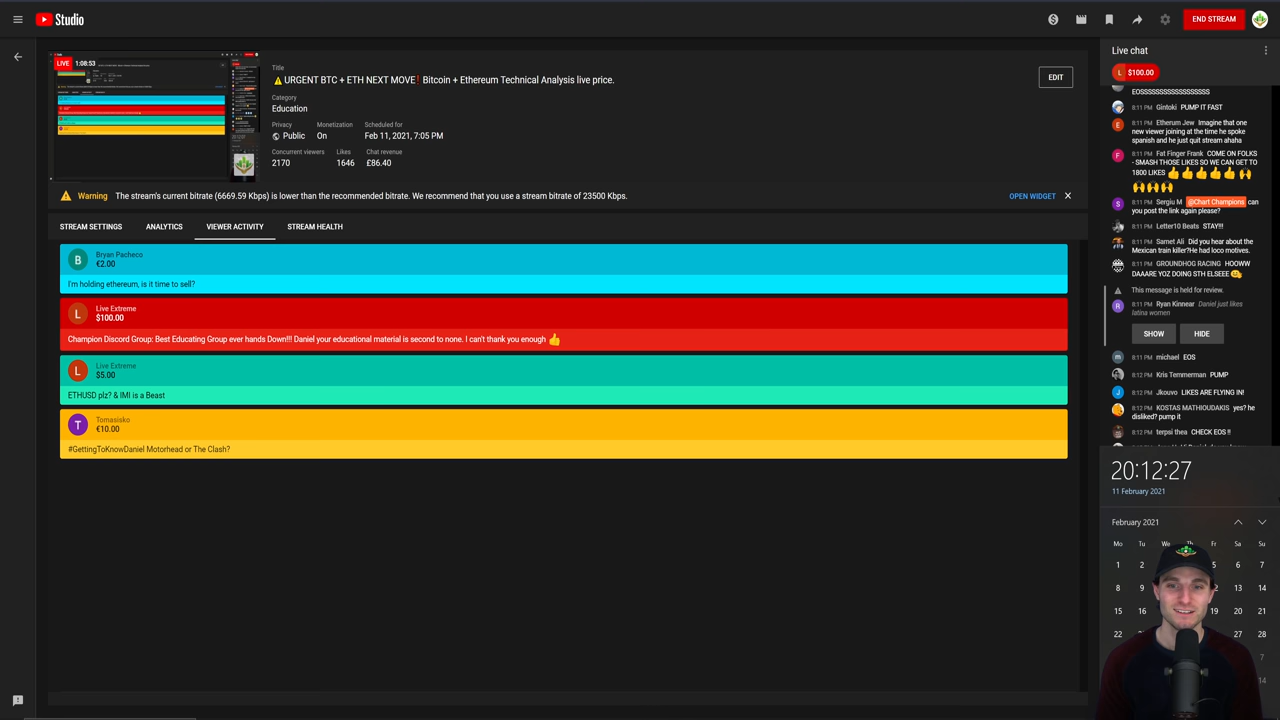 Studio
END STREAM
LIVE 1:08:53
Title
⚠️URGENT BTC + ETH NEXT MOVE❗ Bitcoin + Ethereum Technical Analysis live price.
EDIT
Category
Education
Privacy
Public
Monetization
On
Scheduled for
Feb 11, 2021, 7:05 PM
Concurrent viewers
2170
Likes
1646
Chat revenue
£86.40
Warning The stream's current bitrate (6669.59 Kbps) is lower than the recommended bitrate. We recommend that you use a stream bitrate of 23500 Kbps.
OPEN WIDGET
STREAM SETTINGS
ANALYTICS
VIEWER ACTIVITY
STREAM HEALTH
B
Bryan Pacheco
€2.00
I'm holding ethereum, is it time to sell?
L
Live Extreme
$100.00
Champion Discord Group: Best Educating Group ever hands Down!!! Daniel your educational material is second to none. I can't thank you enough 👍
L
Live Extreme
$5.00
ETHUSD plz? & IMI is a Beast
T
Tomasisko
€10.00
#GettingToKnowDaniel Motorhead or The Clash?
Live chat
L $100.00
EOSSSSSSSSSSSSSSSSSSS
8:11 PM Gintoki PUMP IT FAST
E 8:11 PM Etherum Jew Imagine that one
new viewer joining at the time he spoke
spanish and he just quit stream ahaha
F 8:11 PM Fat Finger Frank COME ON FOLKS
- SMASH THOSE LIKES SO WE CAN GET TO
1800 LIKES 👍👍👍👍👍🙌
🙌🙌🙌
S 8:11 PM Sergiu M @Chart Champions can
you post the link again please?
8:11 PM Letter10 Beats STAY!!!
8:11 PM Samet Ali Did you hear about the
Mexican train killer?He had loco motives.
8:11 PM GROUNDHOG RACING HOOWW
DAAARE YOZ DOING STH ELSEEE
This message is held for review.
R 8:11 PM Ryan Kinnear Daniel just likes
latina women
SHOW
HIDE
m 8:11 PM michael EOS
8:12 PM Kris Temmerman PUMP
J 8:12 PM Jkouvo LIKES ARE FLYING IN!
8:12 PM KOSTAS MATHIOUDAKIS yes? he
disliked? pump it
8:12 PM terpsi thea CHECK EOS !!
20:12:27
11 February 2021
February 2021
Mo Tu We Th Fr Sa Su
1 2 5 6 7
8 9 13 14
15 16 19 20 21
22 27 28
7
14